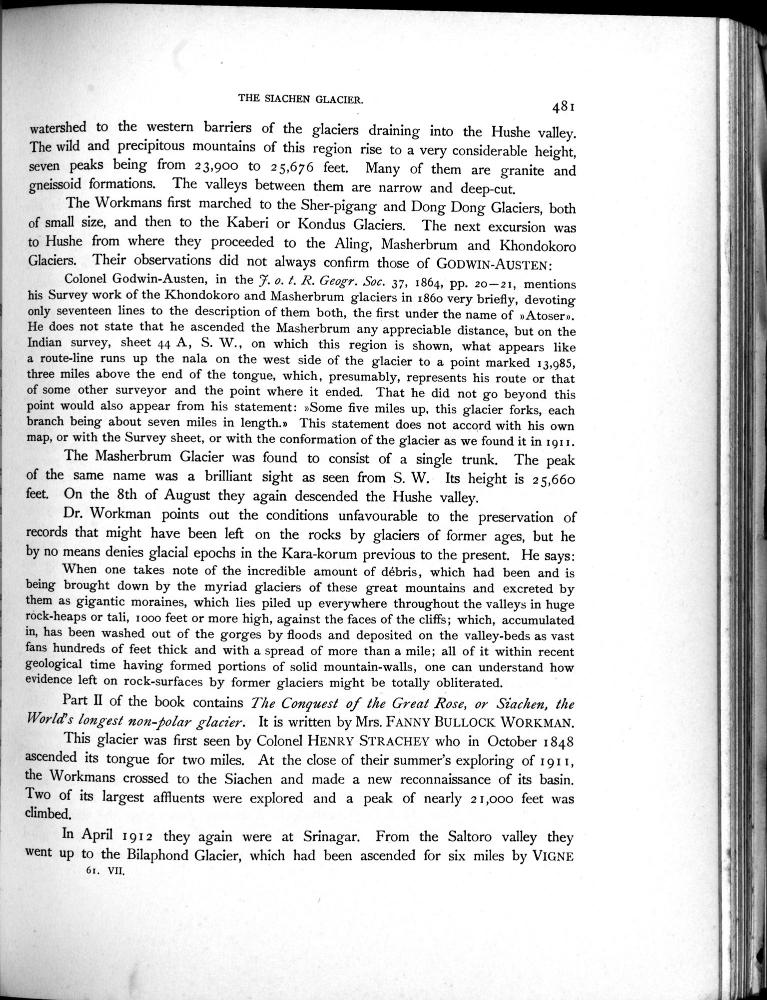 THE SIACHEN GLACIER.
481
watershed to the western barriers of the glaciers draining into the Hushe valley.
The wild and precipitous mountains of this region rise to a very considerable height,
seven peaks being from 23,900 to 25,676 feet. Many of them are granite and
gneissoid formations. The valleys between them are narrow and deep-cut.
The Workmans first marched to the Sher-pigang and Dong Dong Glaciers, both
of small size, and then to the Kaberi or Kondus Glaciers. The next excursion was
to Hushe from where they proceeded to the Aling, Masherbrum and Khondokoro
Glaciers. Their observations did not always confirm those of GODWIN-AUSTEN:
Colonel Godwin-Austen, in the J. o. t. R. Geogr. Soc. 37, 1864, pp. 20—21, mentions
his Survey work of the Khondokoro and Masherbrum glaciers in 1860 very briefly, devoting
only seventeen lines to the description of them both, the first under the name of »Atoser».
He does not state that he ascended the Masherbrum any appreciable distance, but on the
Indian survey, sheet 44 A, S. W., on which this region is shown, what appears like
a route-line runs up the nala on the west side of the glacier to a point marked 13,985,
three miles above the end of the tongue, which, presumably, represents his route or that
of some other surveyor and the point where it ended. That he did not go beyond this
point would also appear from his statement: »Some five miles up, this glacier forks, each
branch being about seven miles in length.» This statement does not accord with his own
map, or with the Survey sheet, or with the conformation of the glacier as we found it in 1911.
The Masherbrum Glacier was found to consist of a single trunk. The peak
of the same name was a brilliant sight as seen from S. W. Its height is 25,660
feet. On the 8th of August they again descended the Hushe valley.
Dr. Workman points out the conditions unfavourable to the preservation of
records that might have been left on the rocks by glaciers of former ages, but he
by no means denies glacial epochs in the Kara-korum previous to the present. He says:
When one takes note of the incredible amount of débris, which had been and is
being brought down by the myriad glaciers of these great mountains and excreted by
them as gigantic moraines, which lies piled up everywhere throughout the valleys in huge
rock-heaps or tali, 1000 feet or more high, against the faces of the cliffs; which, accumulated
in, has been washed out of the gorges by floods and deposited on the valley-beds as vast
fans hundreds of feet thick and with a spread of more than a mile; all of it within recent
geological time having formed portions of solid mountain-walls, one can understand how
evidence left on rock-surfaces by former glaciers might be totally obliterated.
Part II of the book contains The Conquest of the Great Rose, or Siachen, the
World's longest non-polar glacier. It is written by Mrs. FANNY BULLOCK WORKMAN.
This glacier was first seen by Colonel HENRY STRACHEY who in October 1848
ascended its tongue for two miles. At the close of their summer's exploring of 1911,
the Workmans crossed to the Siachen and made a new reconnaissance of its basin.
Two of its largest affluents were explored and a peak of nearly 21,000 feet was
climbed.
In April 1912 they again were at Srinagar. From the Saltoro valley they
went up to the Bilaphond Glacier, which had been ascended for six miles by VIGNE
61. VII.